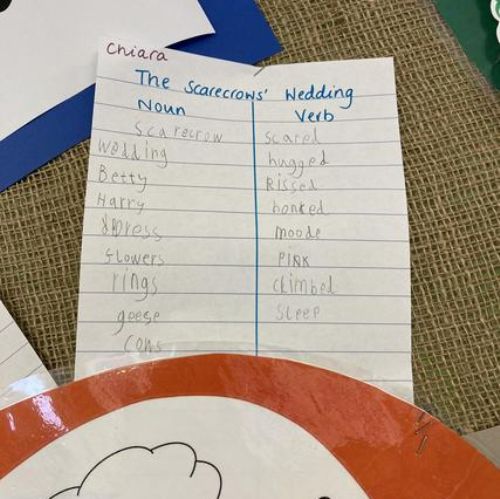 Chiara
The Scarecrows' Wedding
Noun Verb
Scarecrow Scared
Wedding hugged
Betty Kissed
Harry honked
dress moode
flowers PINK
rings climbed
geese Sleep
cows